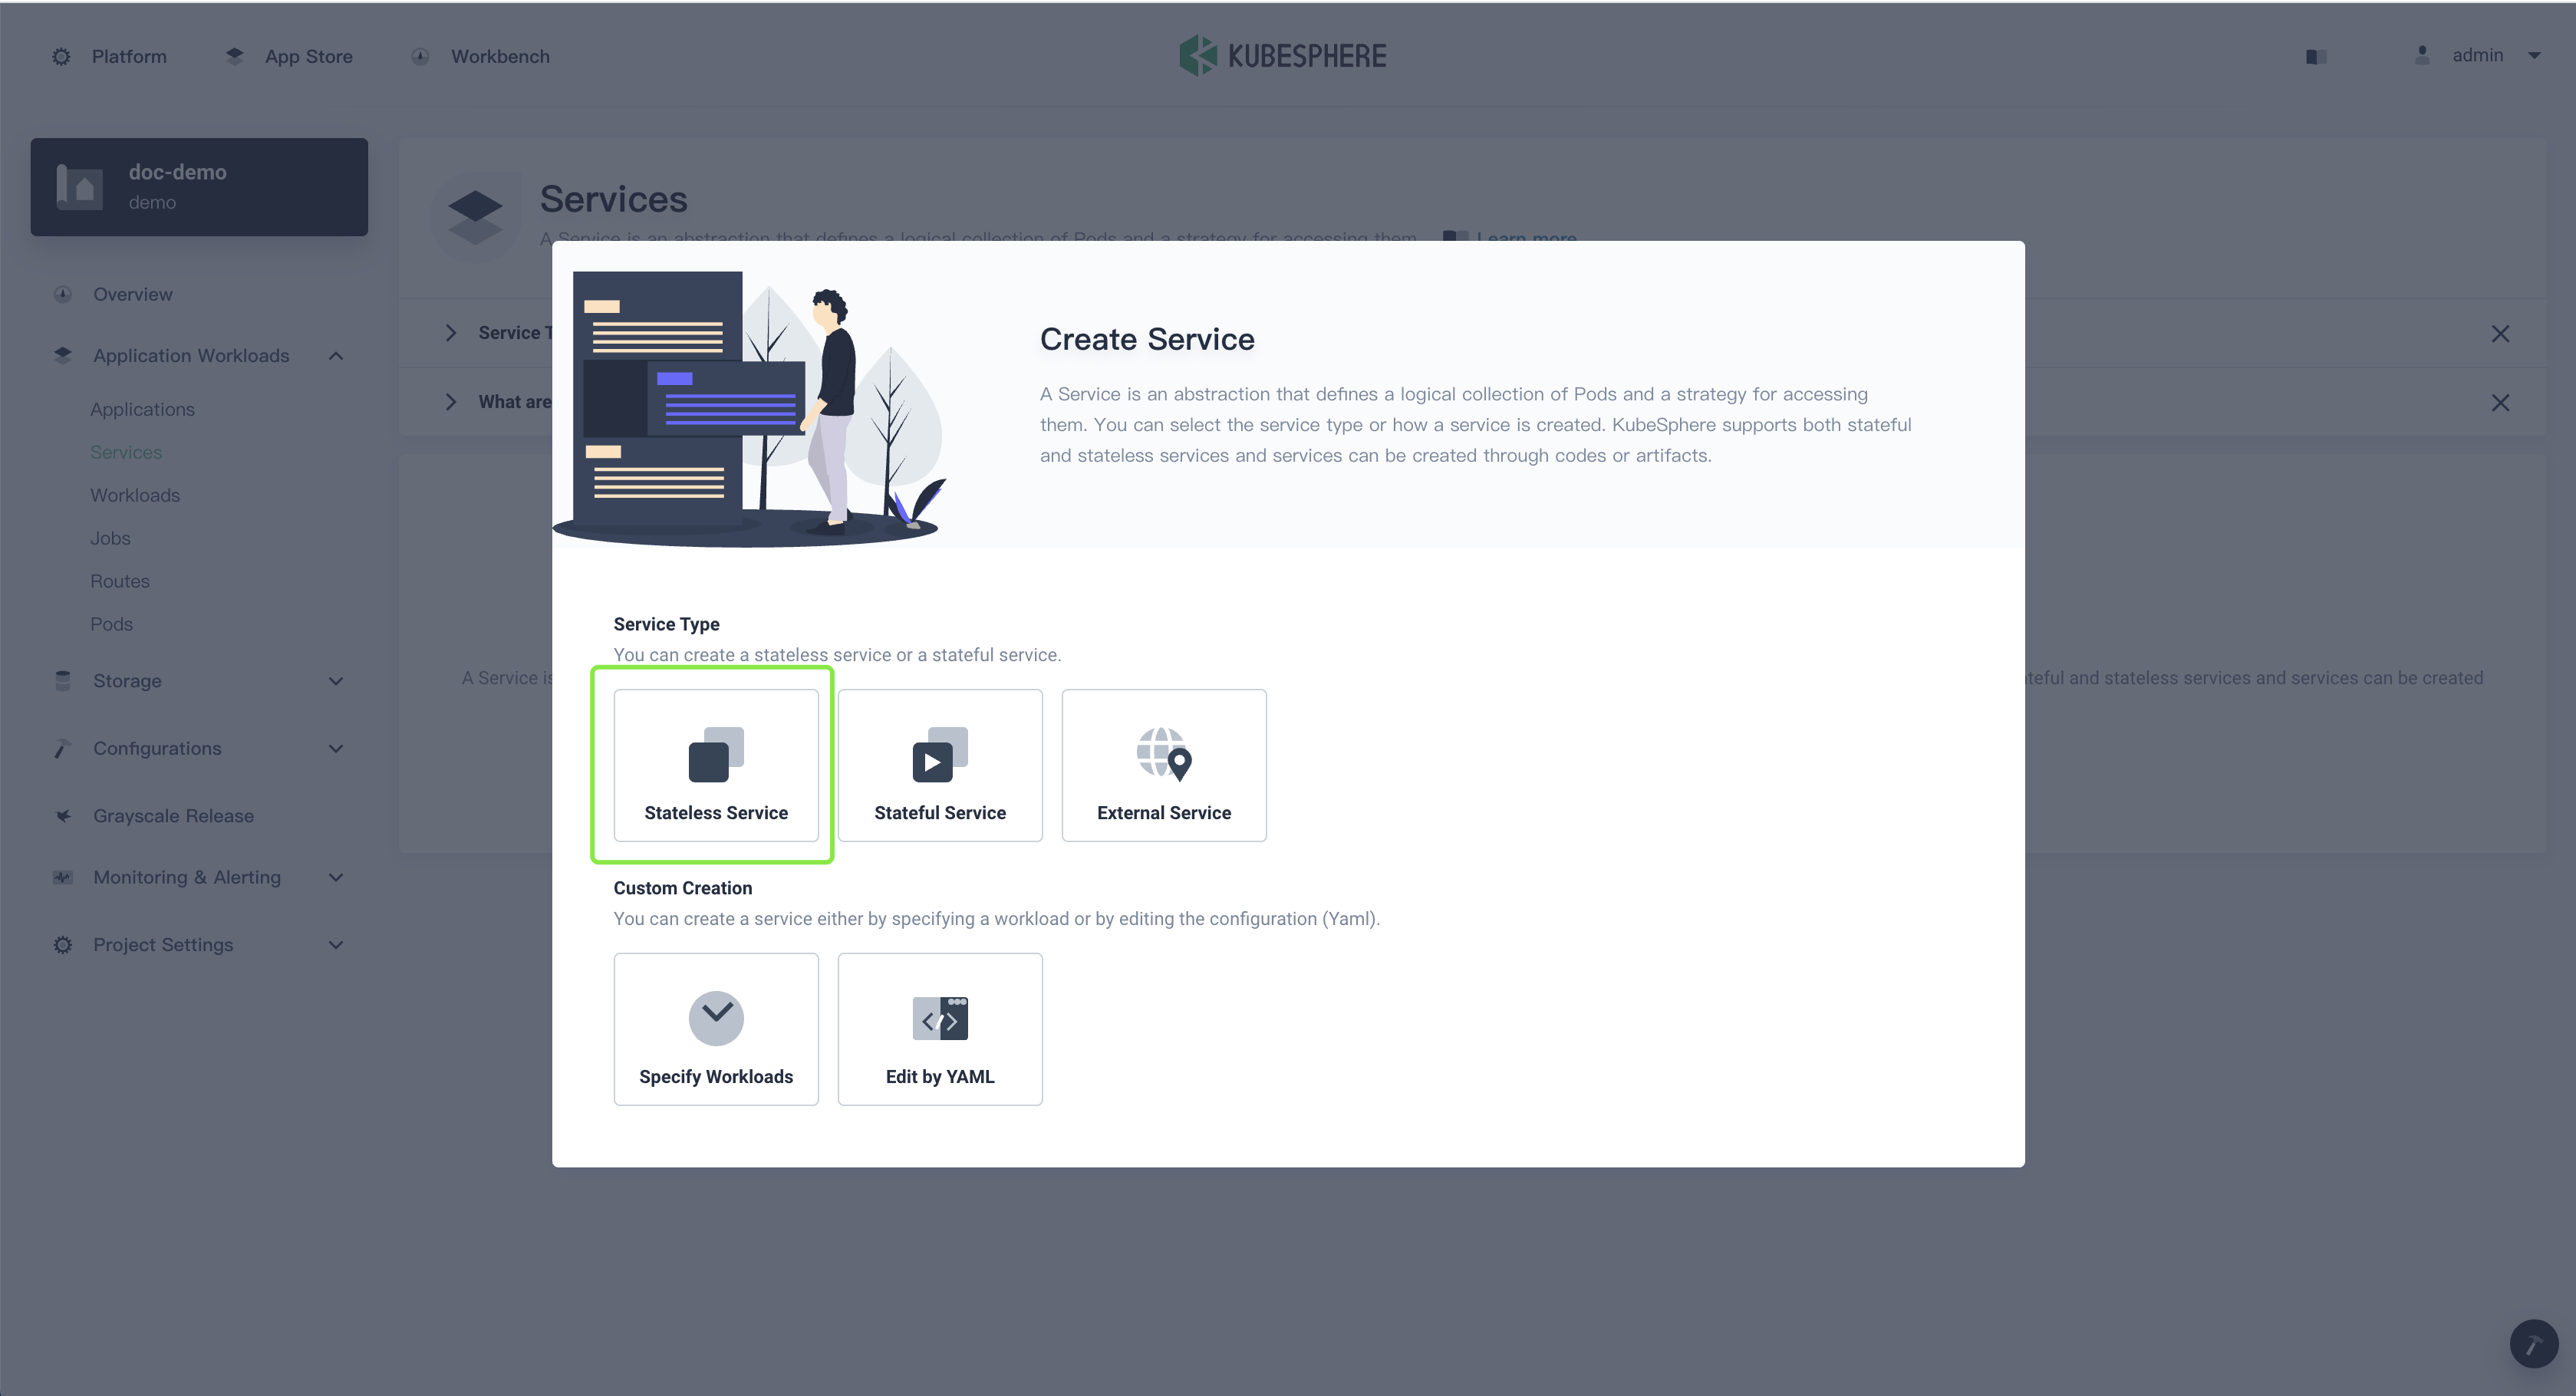 Platform
App Store
Workbench
KUBESPHERE
admin
doc-demo
demo
Overview
Application Workloads
Applications
Services
Workloads
Jobs
Routes
Pods
Storage
Configurations
Grayscale Release
Monitoring & Alerting
Project Settings
Services
A Service is an abstraction that defines a logical collection of Pods and a strategy for accessing them. Learn more
Service T
What are
A Service is
ateful and stateless services and services can be created
Create Service
A Service is an abstraction that defines a logical collection of Pods and a strategy for accessing
them. You can select the service type or how a service is created. KubeSphere supports both stateful
and stateless services and services can be created through codes or artifacts.
Service Type
You can create a stateless service or a stateful service.
Stateless Service
Stateful Service
External Service
Custom Creation
You can create a service either by specifying a workload or by editing the configuration (Yaml).
Specify Workloads
Edit by YAML